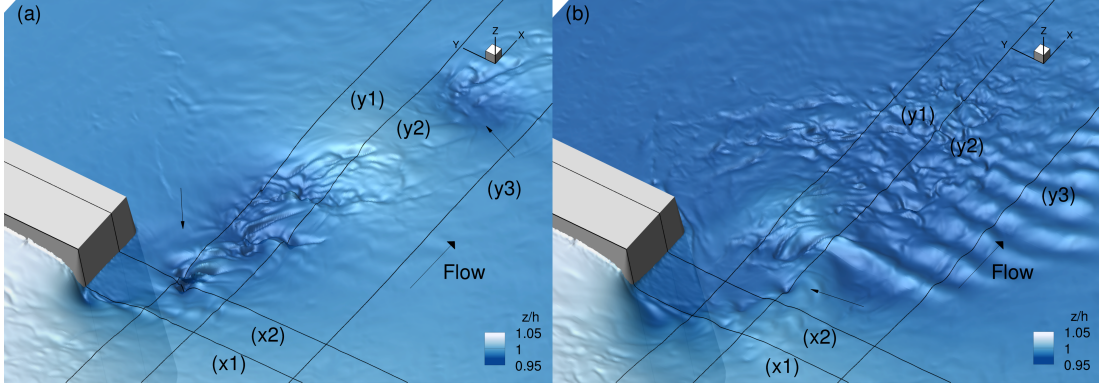 (a)
Z
X
Y
(y1)
(y2)
(y3)
Flow
(x2)
(x1)
z/h
1.05
1
0.95
(b)
Z
X
Y
(y1)
(y2)
(y3)
Flow
(x2)
(x1)
z/h
1.05
1
0.95